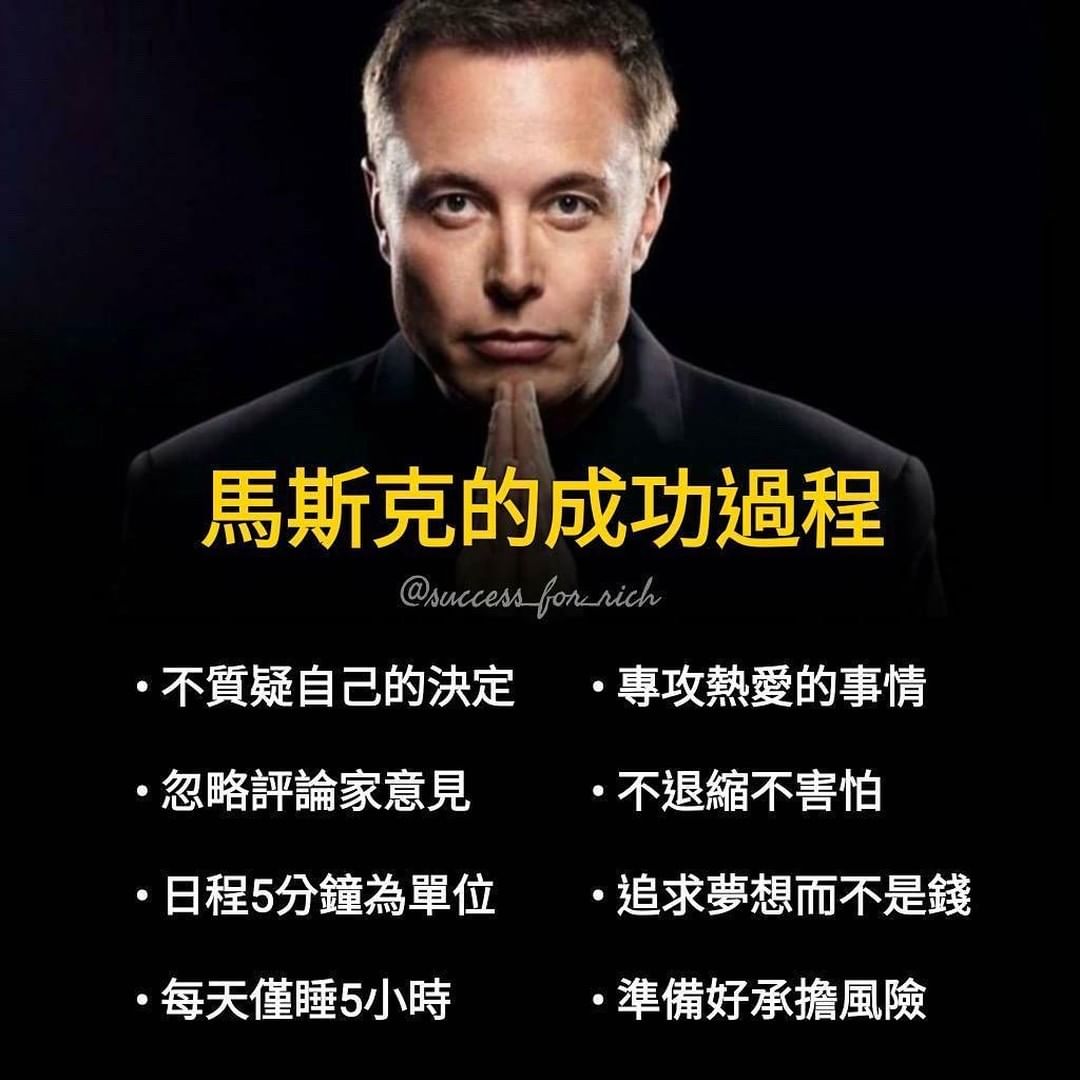 馬斯克的成功過程
@success_for_rich
• 不質疑自己的決定
• 忽略評論家意見
• 日程5分鐘為單位
• 每天僅睡5小時
• 專攻熱愛的事情
• 不退縮不害怕
• 追求夢想而不是錢
• 準備好承擔風險